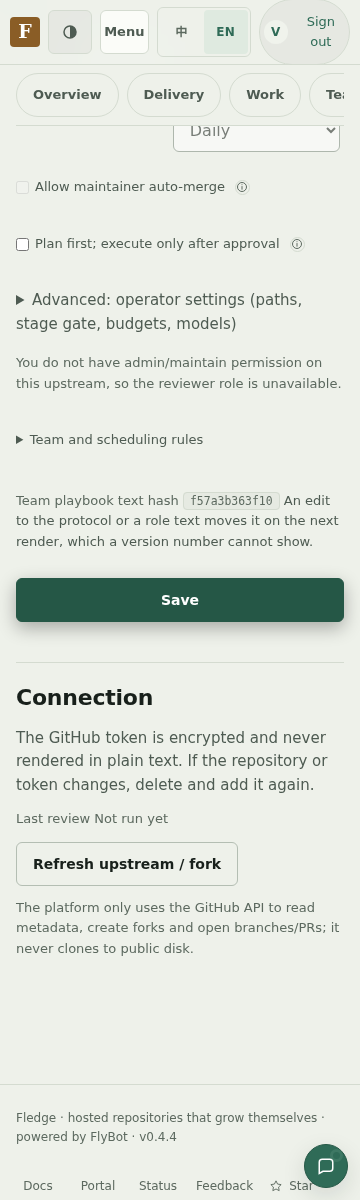 F Menu 中 EN V Sign out
Overview Delivery Work
Daily
Allow maintainer auto-merge
Plan first; execute only after approval
Advanced: operator settings (paths,
stage gate, budgets, models)
You do not have admin/maintain permission on
this upstream, so the reviewer role is unavailable.
Team and scheduling rules
Team playbook text hash f57a3b363f10 An edit
to the protocol or a role text moves it on the next
render, which a version number cannot show.
Save
Connection
The GitHub token is encrypted and never
rendered in plain text. If the repository or
token changes, delete and add it again.
Last review Not run yet
Refresh upstream / fork
The platform only uses the GitHub API to read
metadata, create forks and open branches/PRs; it
never clones to public disk.
Fledge · hosted repositories that grow themselves ·
powered by FlyBot · v0.4.4
Docs Portal Status Feedback Star